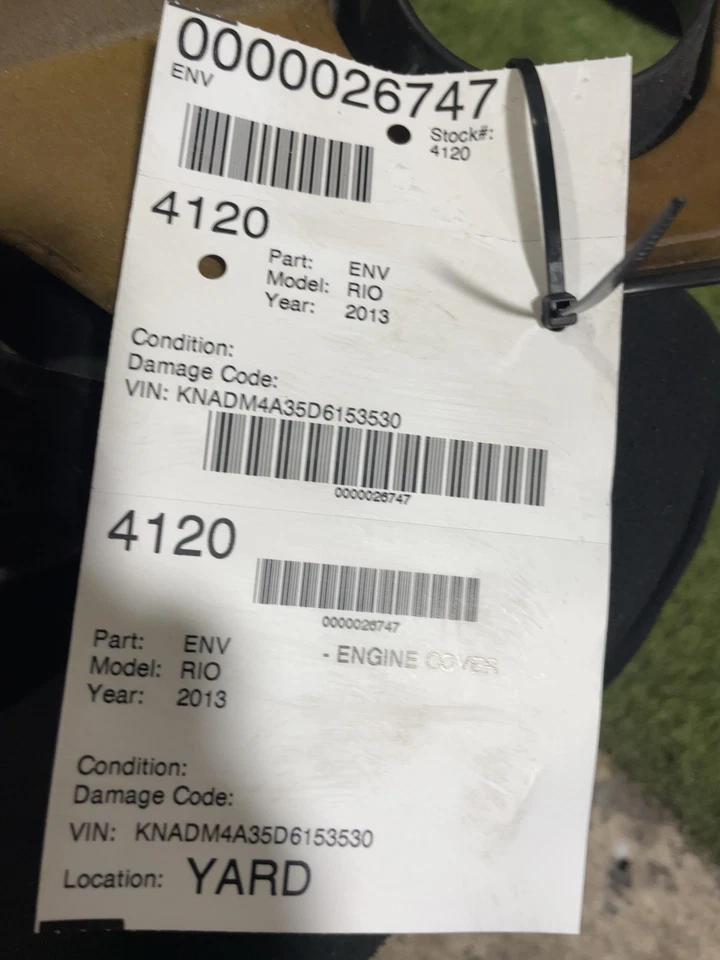 0000026747
ENV
Stock#:
4120
4120
Part: ENV
Model: RIO
Year: 2013
Condition:
Damage Code:
VIN: KNADM4A35D6153530
0000026747
4120
0000026747
Part: ENV
- ENGINE COVER
Model: RIO
Year: 2013
Condition:
Damage Code:
VIN: KNADM4A35D6153530
Location: YARD